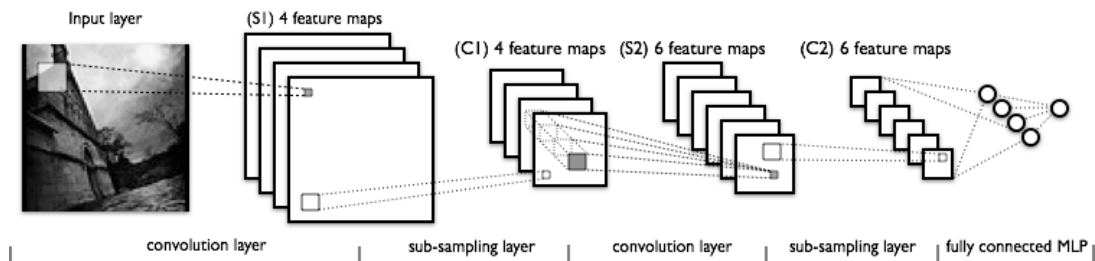 Input layer
(S1) 4 feature maps
(C1) 4 feature maps
(S2) 6 feature maps
(C2) 6 feature maps
convolution layer
sub-sampling layer
convolution layer
sub-sampling layer
fully connected MLP